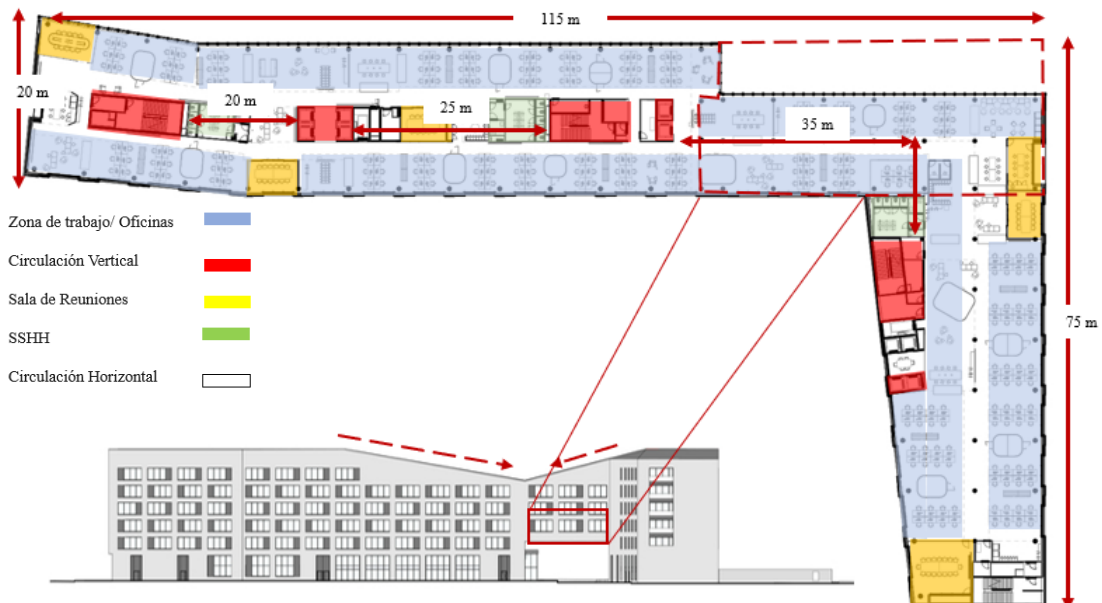 115 m
20 m
20 m
25 m
35 m
75 m
Zona de trabajo/ Oficinas
Circulación Vertical
Sala de Reuniones
SSHH
Circulación Horizontal